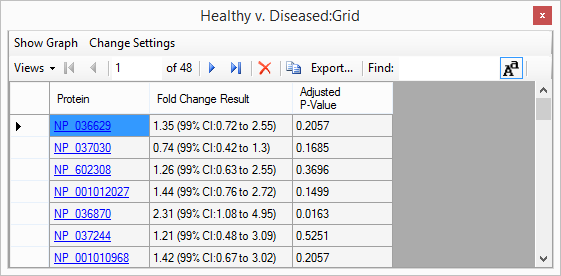 Healthy v. Diseased:Grid
x
Show Graph Change Settings
Views 1 of 48 Export... Find: Aa
Protein Fold Change Result Adjusted P-Value
NP_036629 1.35 (99% CI:0.72 to 2.55) 0.2057
NP_037030 0.74 (99% CI:0.42 to 1.3) 0.1685
NP_602308 1.26 (99% CI:0.63 to 2.55) 0.3696
NP_001012027 1.44 (99% CI:0.76 to 2.72) 0.1499
NP_036870 2.31 (99% CI:1.08 to 4.95) 0.0163
NP_037244 1.21 (99% CI:0.48 to 3.09) 0.5251
NP_001010968 1.42 (99% CI:0.67 to 3.02) 0.2057